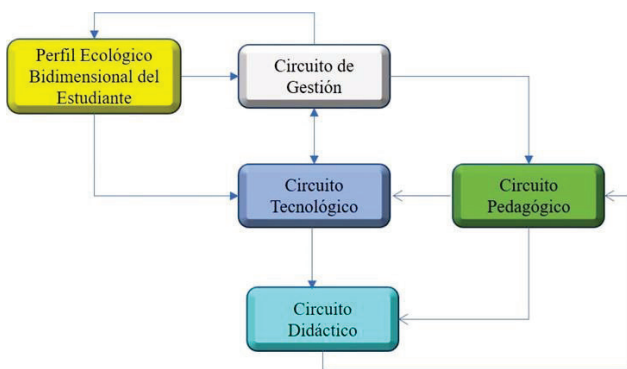 Perfil Ecológico
Bidimensional del
Estudiante
Circuito de
Gestión
Circuito
Tecnológico
Circuito
Pedagógico
Circuito
Didáctico